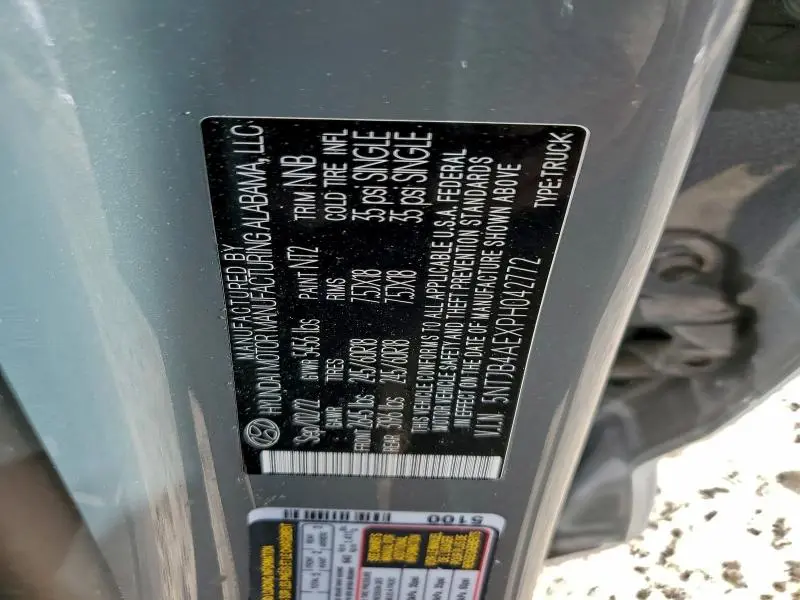 MANUFACTURED BY
HYUNDAI MOTOR MANUFACTURING ALABAMA, LLC
Sep/2022 GVWR 5456 lbs PAINT NT2 TRIM NNB
GAWR TIRES RIMS COLD TIRE INFL
FRONT 2645 lbs 245/60R18 7.5JX18 35 psi SINGLE
REAR 245/60R18 7.5JX18 35 psi SINGLE
THIS VEHICLE CONFORMS TO ALL APPLICABLE U.S.A. FEDERAL
MOTOR VEHICLE SAFETY AND THEFT PREVENTION STANDARDS
IN EFFECT ON THE DATE OF MANUFACTURE SHOWN ABOVE
V.I.N : 5NTJB4AEXPH042772
TYPE:TRUCK
5100